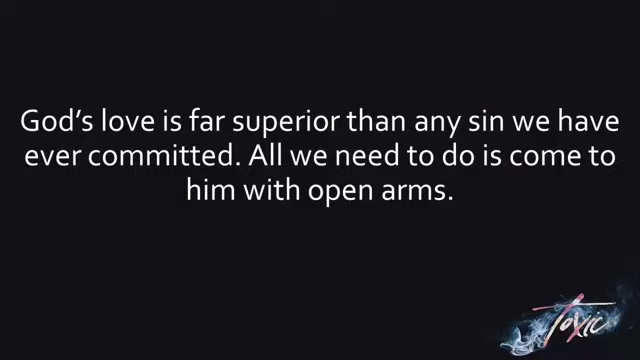 God's love is far superior than any sin we have
ever committed. All we need to do is come to
him with open arms.
Toxic